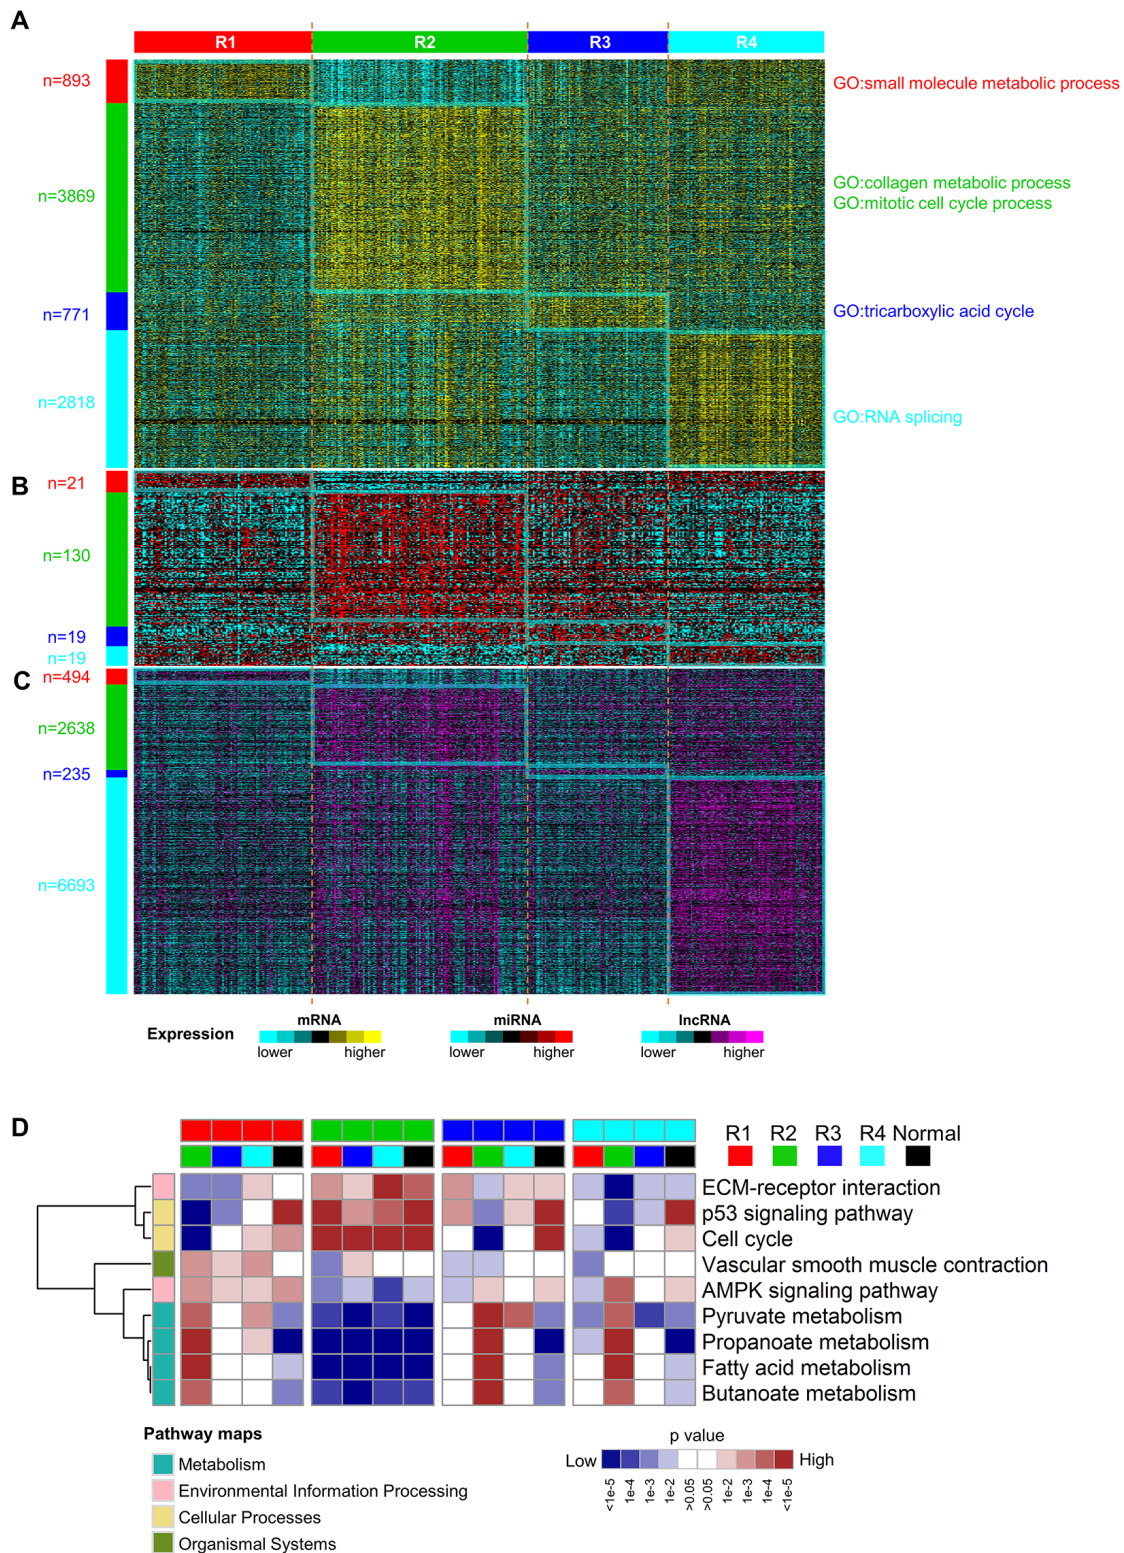 A
R1 R2 R3 R4
n=893
GO:small molecule metabolic process
n=3869
GO:collagen metabolic process
GO:mitotic cell cycle process
n=771
GO:tricarboxylic acid cycle
n=2818
GO:RNA splicing
B
n=21
n=130
n=19
n=19
C
n=494
n=2638
n=235
n=6693
Expression
mRNA
lower higher
miRNA
lower higher
lncRNA
lower higher
D
R1 R2 R3 R4 Normal
ECM-receptor interaction
p53 signaling pathway
Cell cycle
Vascular smooth muscle contraction
AMPK signaling pathway
Pyruvate metabolism
Propanoate metabolism
Fatty acid metabolism
Butanoate metabolism
Pathway maps
Metabolism
Environmental Information Processing
Cellular Processes
Organismal Systems
p value
Low High
<1e-5 1e-4 1e-3 1e-2 >0.05 >0.05 1e-2 1e-3 1e-4 <1e-5